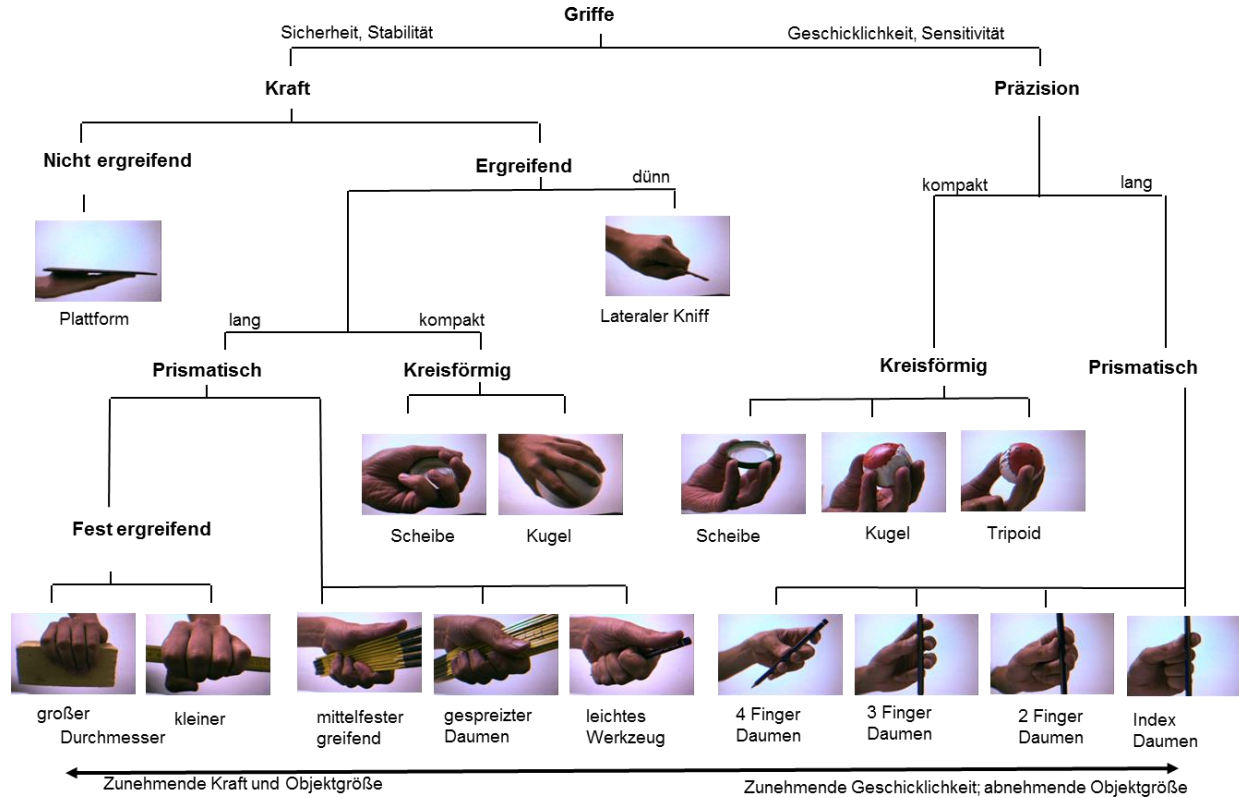 Griffe
Sicherheit, Stabilität
Geschicklichkeit, Sensitivität
Kraft
Präzision
Nicht ergreifend
Ergreifend
dünn
kompakt
lang
Plattform
Lateraler Kniff
lang
kompakt
Prismatisch
Kreisförmig
Kreisförmig
Prismatisch
Fest ergreifend
Scheibe
Kugel
Scheibe
Kugel
Tripoid
großer
Durchmesser
kleiner
mittelfester
greifend
gespreizter
Daumen
leichtes
Werkzeug
4 Finger
Daumen
3 Finger
Daumen
2 Finger
Daumen
Index
Daumen
Zunehmende Kraft und Objektgröße
Zunehmende Geschicklichkeit; abnehmende Objektgröße